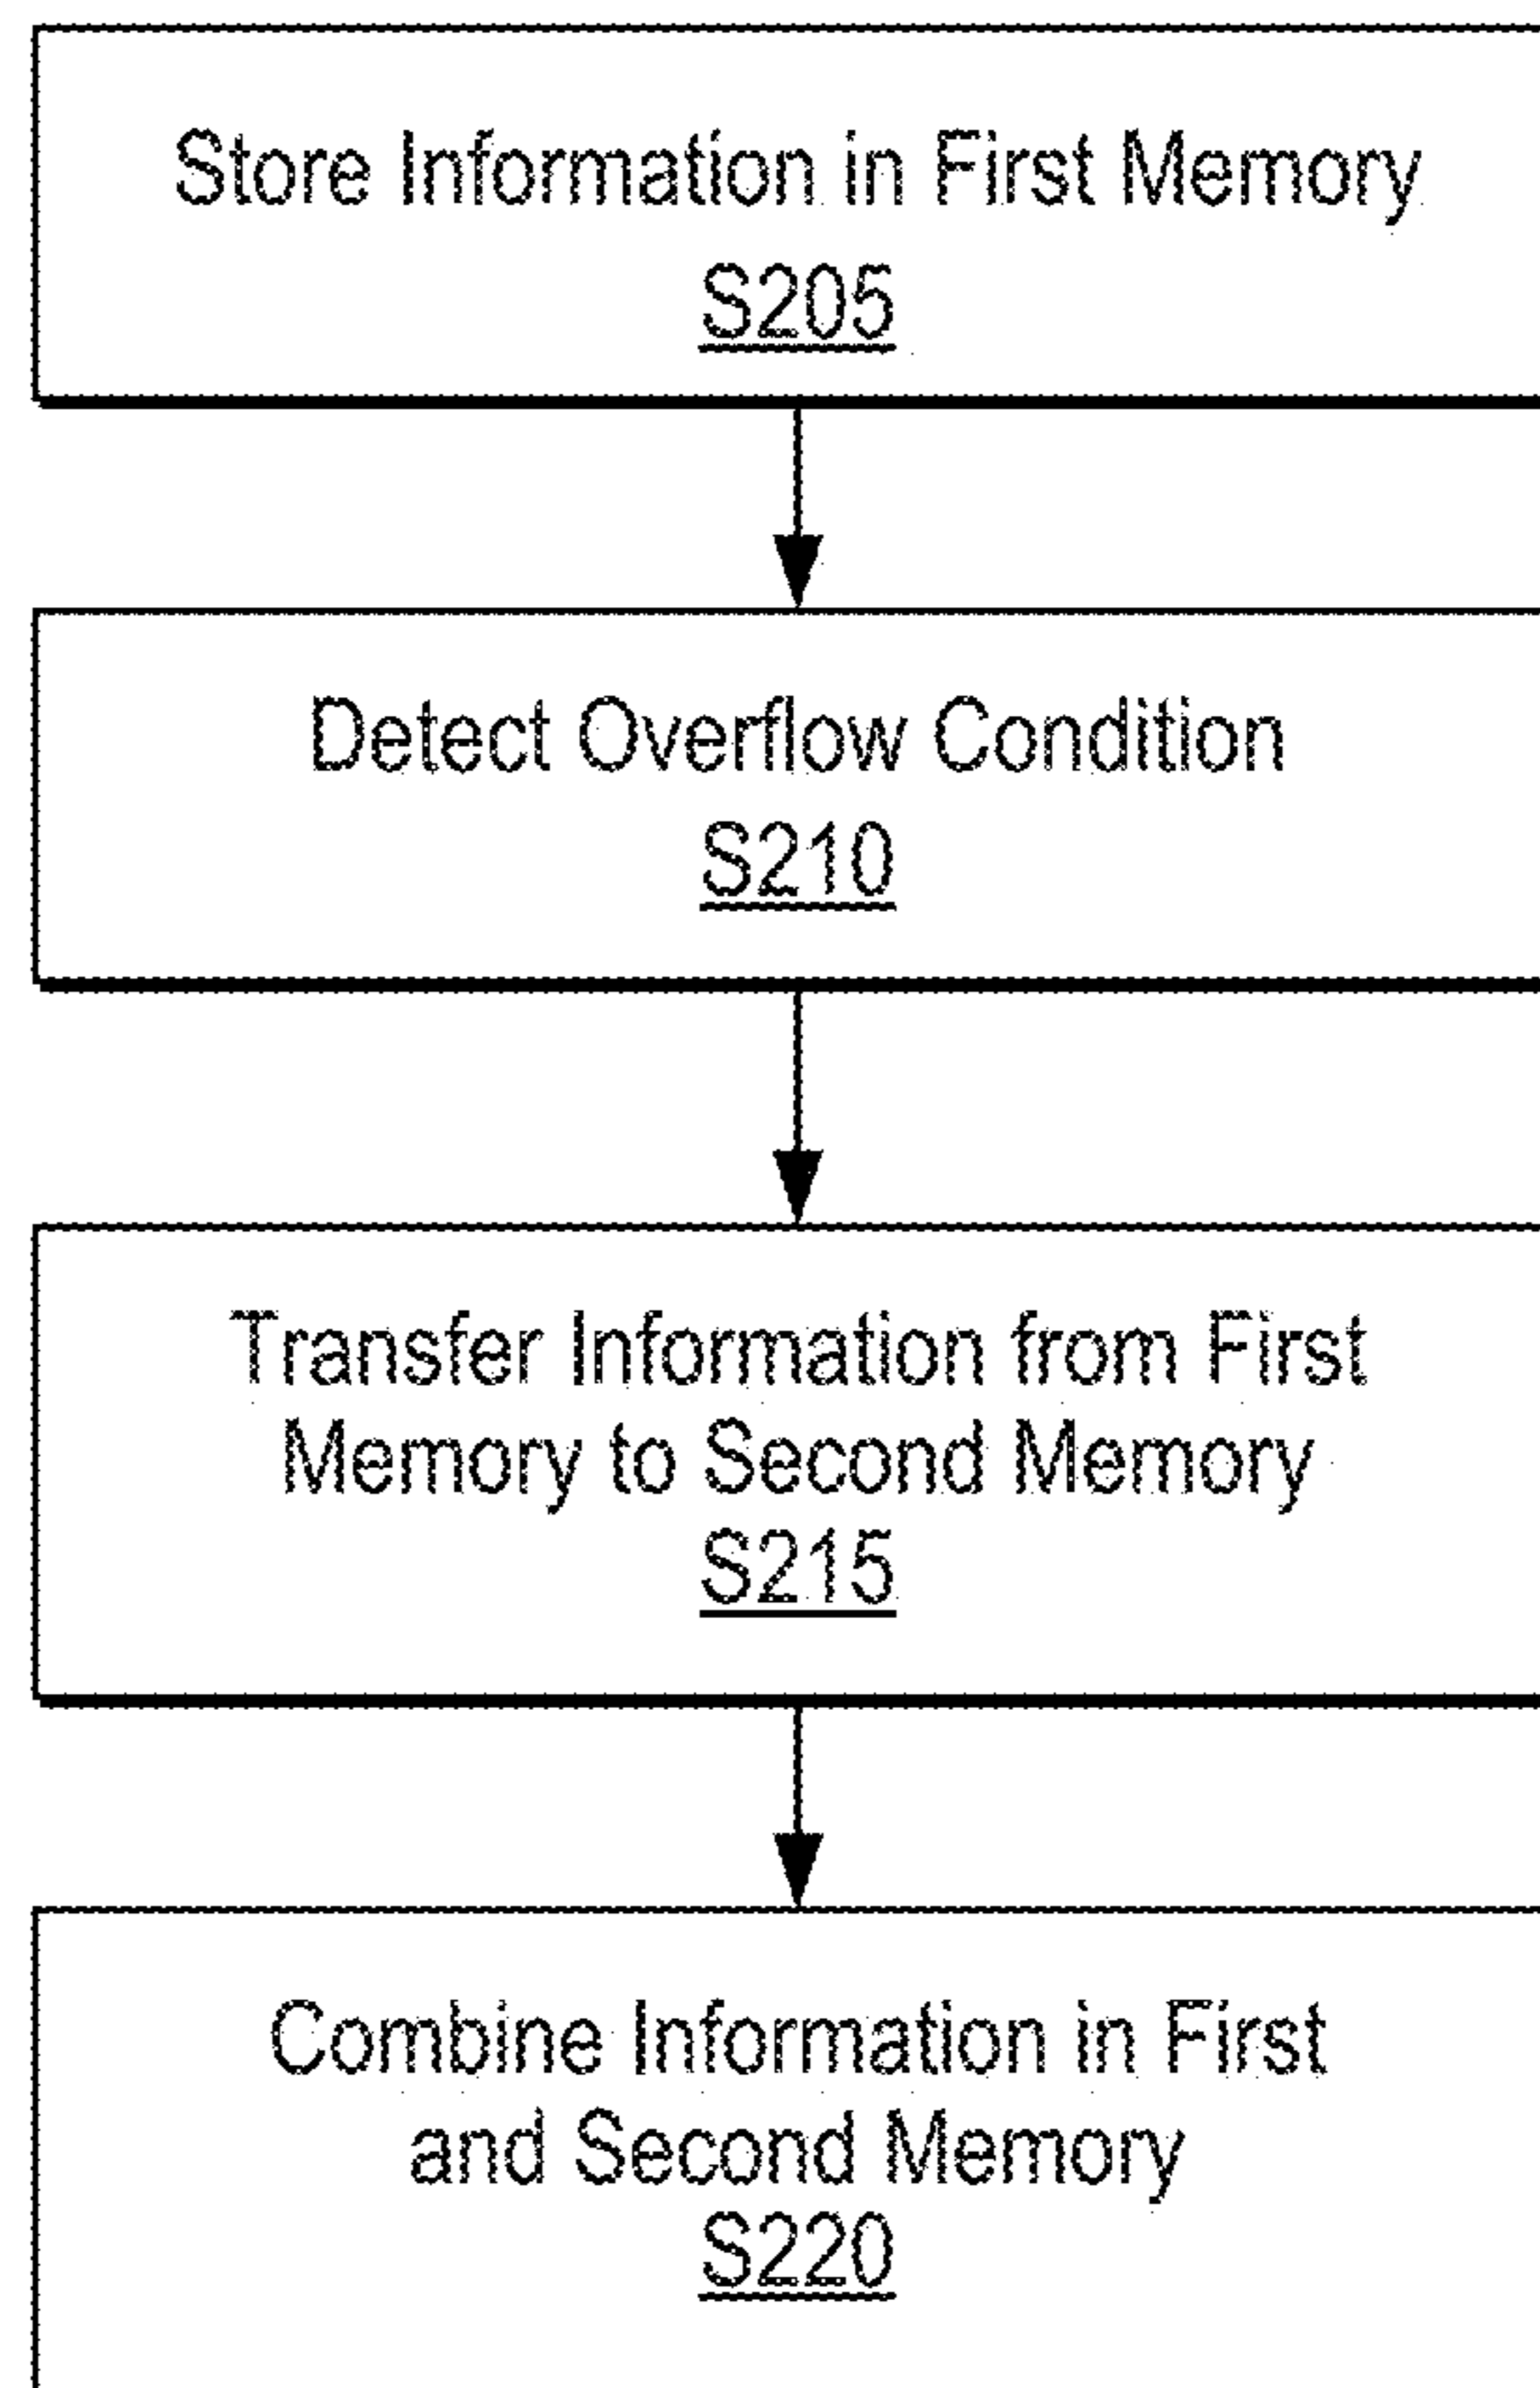 Store Information in First Memory
S205
Detect Overflow Condition
S210
Transfer Information from First
Memory to Second Memory
S215
Combine Information in First
and Second Memory
S220